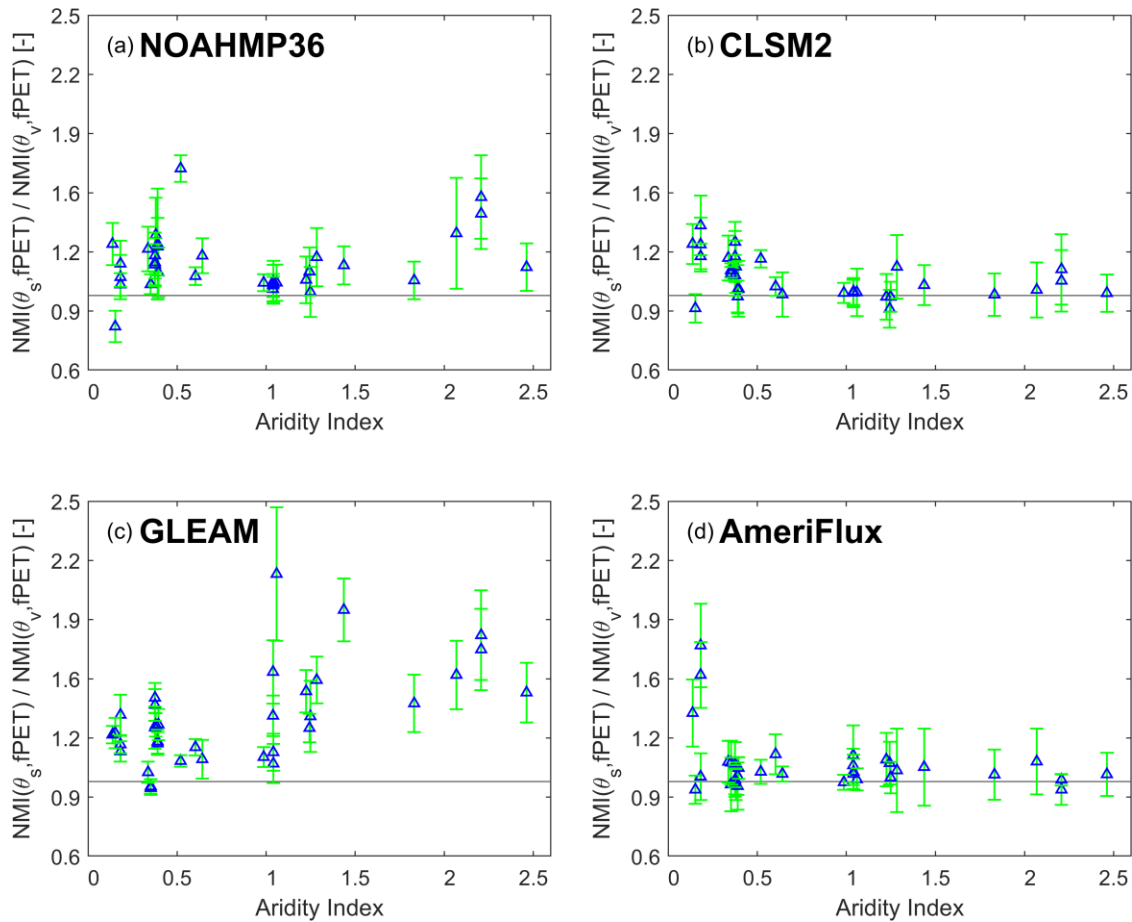 (a) NOAHMP36
NMI(θs,fPET) / NMI(θv,fPET) [-]
2.5
2.2
1.9
1.6
1.2
0.9
0.6
0 0.5 1 1.5 2 2.5
Aridity Index
(b) CLSM2
NMI(θs,fPET) / NMI(θv,fPET) [-]
2.5
2.2
1.9
1.6
1.2
0.9
0.6
0 0.5 1 1.5 2 2.5
Aridity Index
(c) GLEAM
NMI(θs,fPET) / NMI(θv,fPET) [-]
2.5
2.2
1.9
1.6
1.2
0.9
0.6
0 0.5 1 1.5 2 2.5
Aridity Index
(d) AmeriFlux
NMI(θs,fPET) / NMI(θv,fPET) [-]
2.5
2.2
1.9
1.6
1.2
0.9
0.6
0 0.5 1 1.5 2 2.5
Aridity Index